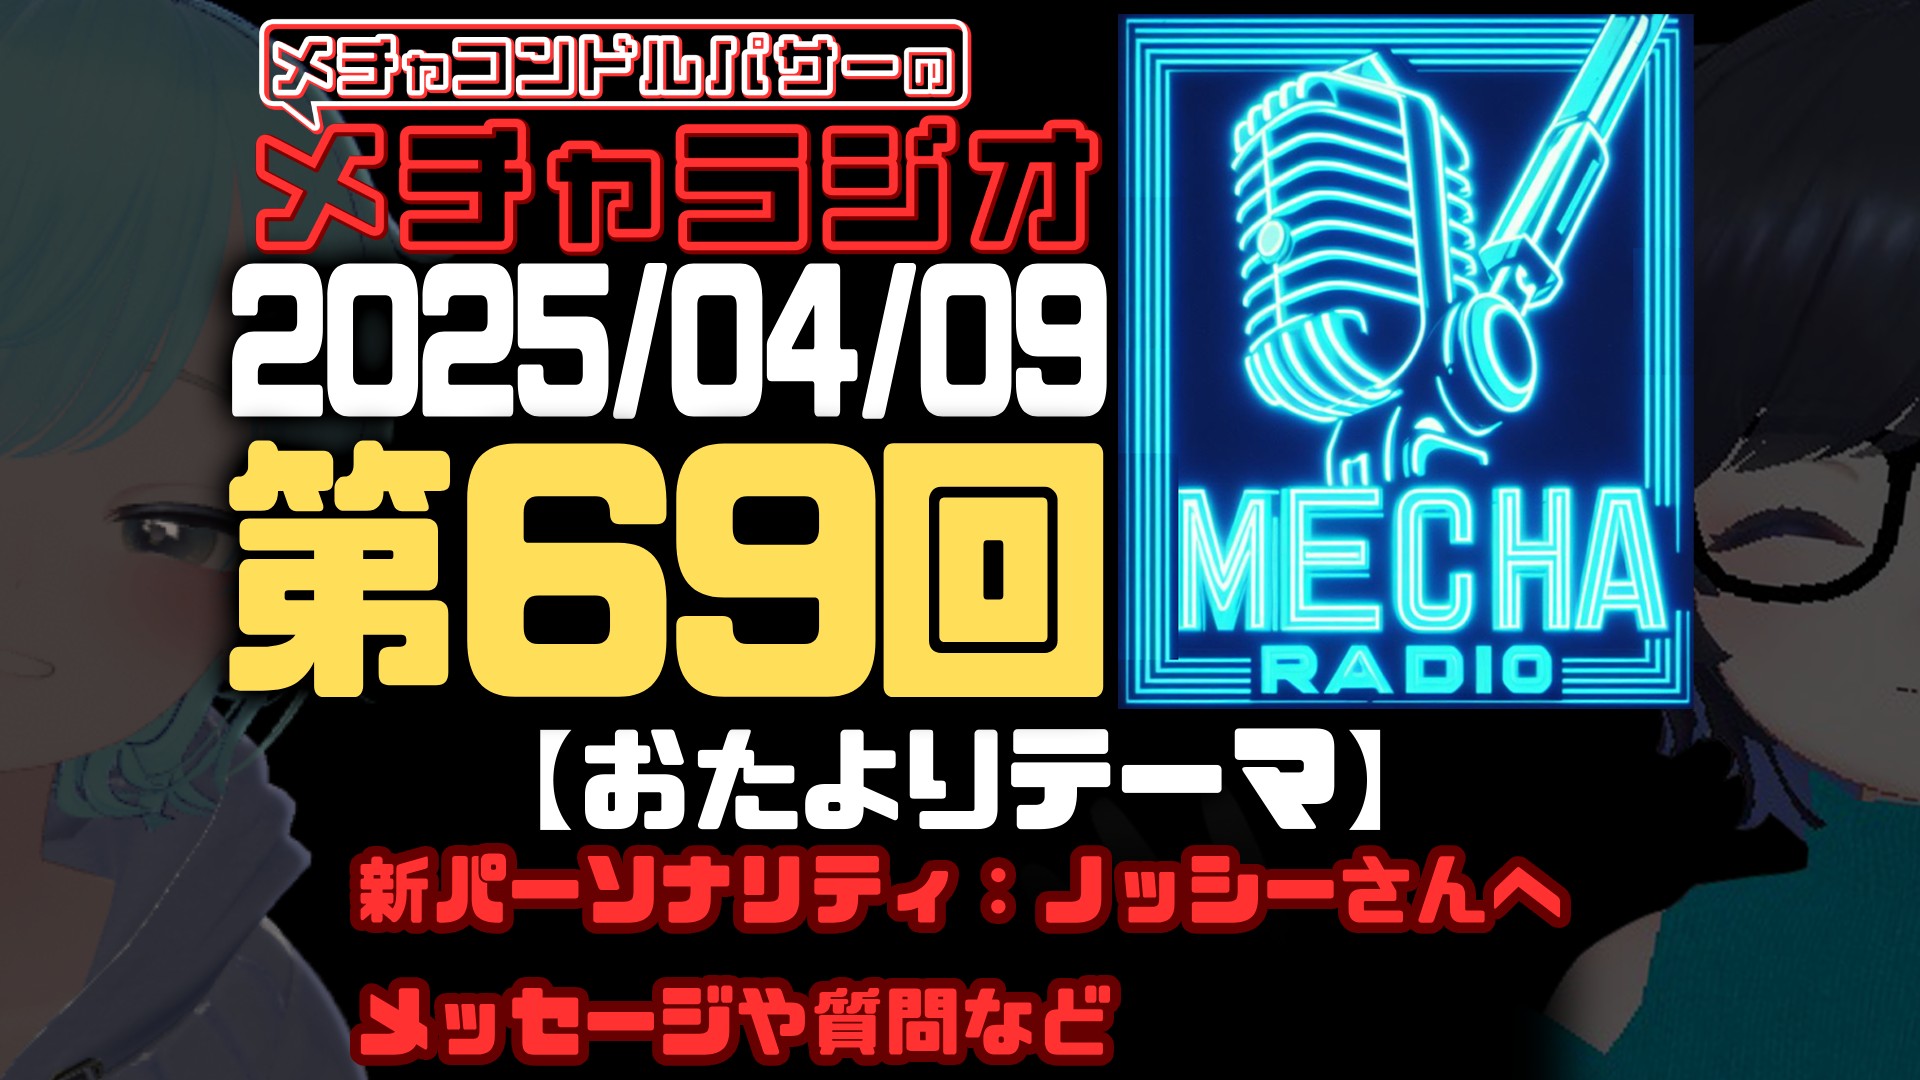 メチャコンドルパサーの
メチャラジオ
2025/04/09
第69回
MECHA
RADIO
【おたよりテーマ】
新パーソナリティ：ノッシーさんへ
メッセージや質問など